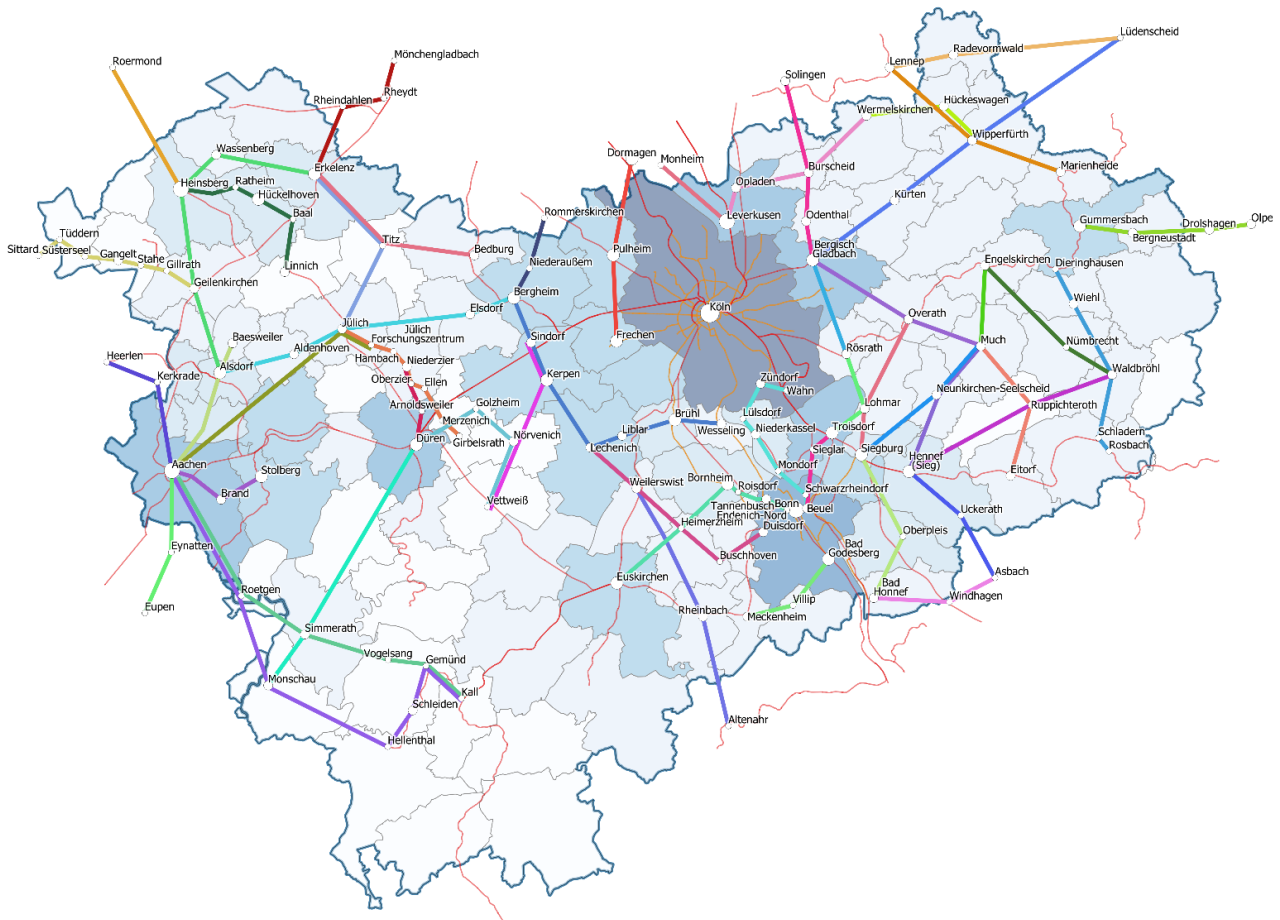 Lüdenscheid
Radevormwald
Mönchengladbach
Roermond
Lennep
Solingen
Rheydt
Rheindahlen
Hückeswagen
Wermelskirchen
Wipperfürth
Wassenberg
Dormagen
Monheim
Erkelenz
Burscheid
Marienheide
Heinsberg
Ratheim
Opladen
Hückelhoven
Kürten
Baal
Rommerskirchen
Leverkusen
Odenthal
Gummersbach
Drolshagen
Olpe
Tüddern
Bergneustadt
Titz
Bedburg
Pulheim
Bergisch
Gladbach
Sittard
Süsterseel
Gangelt
Stahe
Gillrath
Niederaußem
Engelskirchen
Dieringhausen
Linnich
Geilenkirchen
Bergheim
Wiehl
Elsdorf
Köln
Overath
Jülich
Jülich
Forschungszentrum
Baesweiler
Sindorf
Frechen
Much
Nümbrecht
Heerlen
Aldenhoven
Hambach
Niederzier
Rösrath
Alsdorf
Kerkrade
Oberzier
Ellen
Kerpen
Zündorf
Wahn
Neunkirchen-Seelscheid
Waldbröhl
Arnoldsweiler
Golzheim
Lohmar
Ruppichteroth
Merzenich
Brühl
Lülsdorf
Liblar
Wesseling
Niederkassel
Troisdorf
Schladern
Düren
Girbelsrath
Nörvenich
Lechenich
Sieglar
Siegburg
Rosbach
Aachen
Stolberg
Hennef
(Sieg)
Eitorf
Mondorf
Bornheim
Weilerswist
Roisdorf
Schwarzrheindorf
Brand
Vettweiß
Tannenbusch
Bonn
Beuel
Uckerath
Endenich-Nord
Heimerzheim
Duisdorf
Oberpleis
Eynatten
Bad
Godesberg
Buschhoven
Asbach
Euskirchen
Bad
Honnef
Roetgen
Villip
Windhagen
Eupen
Rheinbach
Meckenheim
Simmerath
Vogelsang
Gemünd
Monschau
Kall
Schleiden
Altenahr
Hellenthal